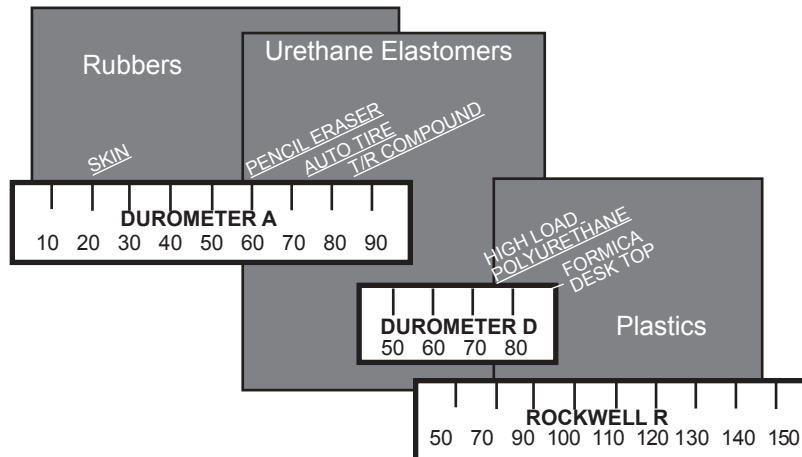 Rubbers
Urethane Elastomers
SKIN
PENCIL ERASER
AUTO TIRE
T/R COMPOUND
DUROMETER A
10 20 30 40 50 60 70 80 90
HIGH LOAD
POLYURETHANE
FORMICA
DESK TOP
DUROMETER D
50 60 70 80
Plastics
ROCKWELL R
50 70 80 90 100 110 120 130 140 150